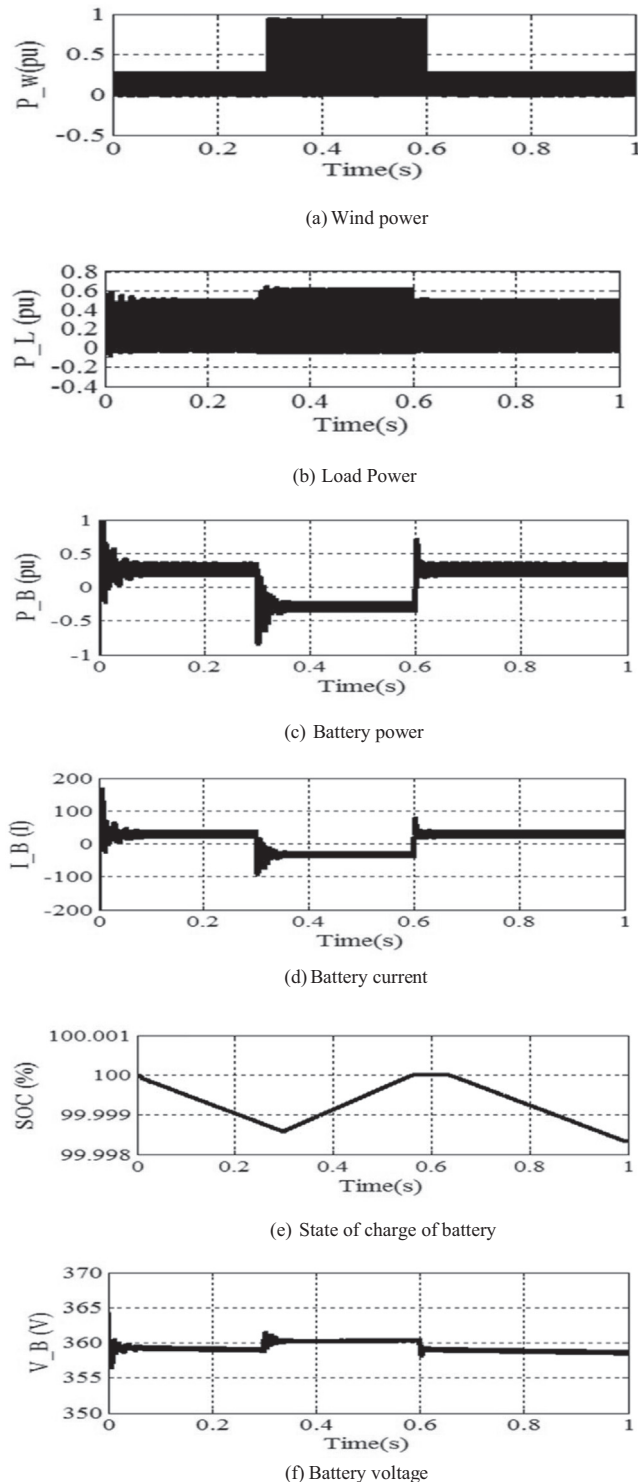 1
0.5
0
-0.5
P_w(pu)
0 0.2 0.4 0.6 0.8 1
Time(s)
(a) Wind power
0.8
0.6
0.4
0.2
0
-0.2
-0.4
P_L (pu)
0 0.2 0.4 0.6 0.8 1
Time(s)
(b) Load Power
1
0.5
0
-0.5
-1
P_B (pu)
0 0.2 0.4 0.6 0.8 1
Time(s)
(c) Battery power
200
100
0
-100
-200
I_B (I)
0 0.2 0.4 0.6 0.8 1
Time(s)
(d) Battery current
100.001
100
99.999
99.998
SOC (%)
0 0.2 0.4 0.6 0.8 1
Time(s)
(e) State of charge of battery
370
365
360
355
350
V_B (V)
0 0.2 0.4 0.6 0.8 1
Time(s)
(f) Battery voltage